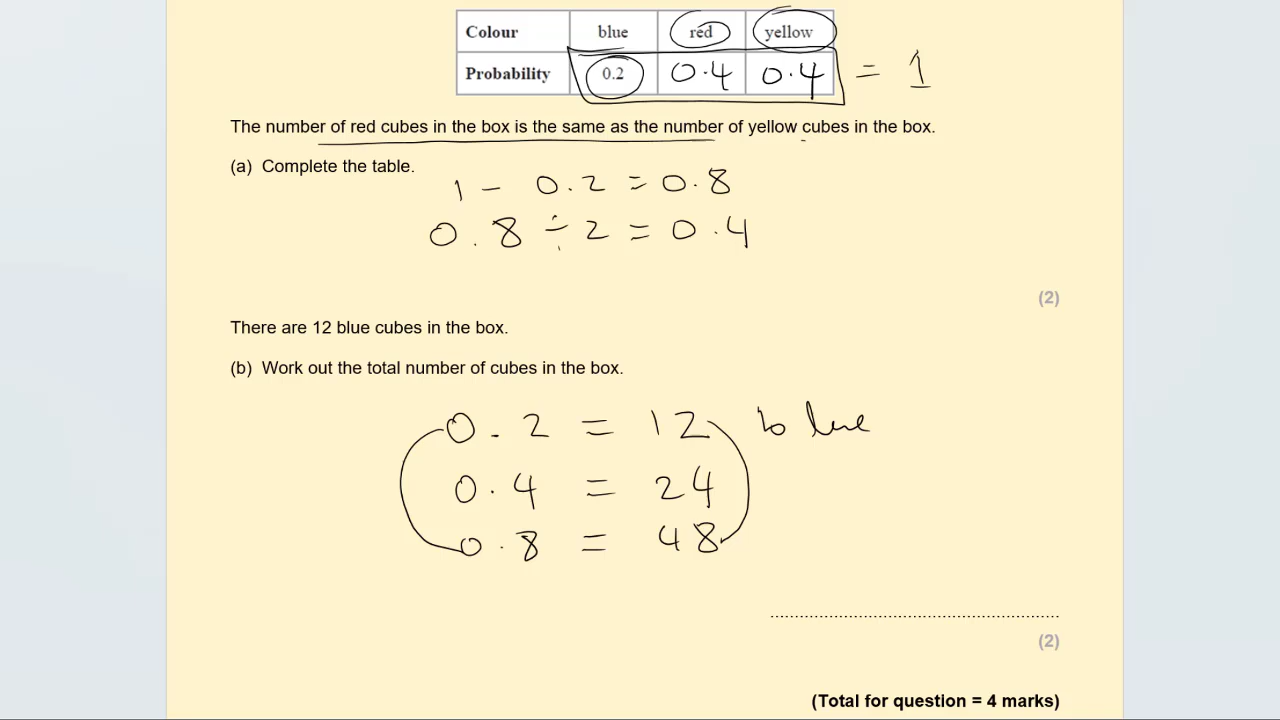 Colour blue red yellow
Probability 0.2 0.4 0.4 = 1
The number of red cubes in the box is the same as the number of yellow cubes in the box.
(a) Complete the table.
1 - 0.2 = 0.8
0.8 ÷ 2 = 0.4
(2)
There are 12 blue cubes in the box.
(b) Work out the total number of cubes in the box.
0.2 = 12 blue
0.4 = 24
0.8 = 48
(2)
(Total for question = 4 marks)